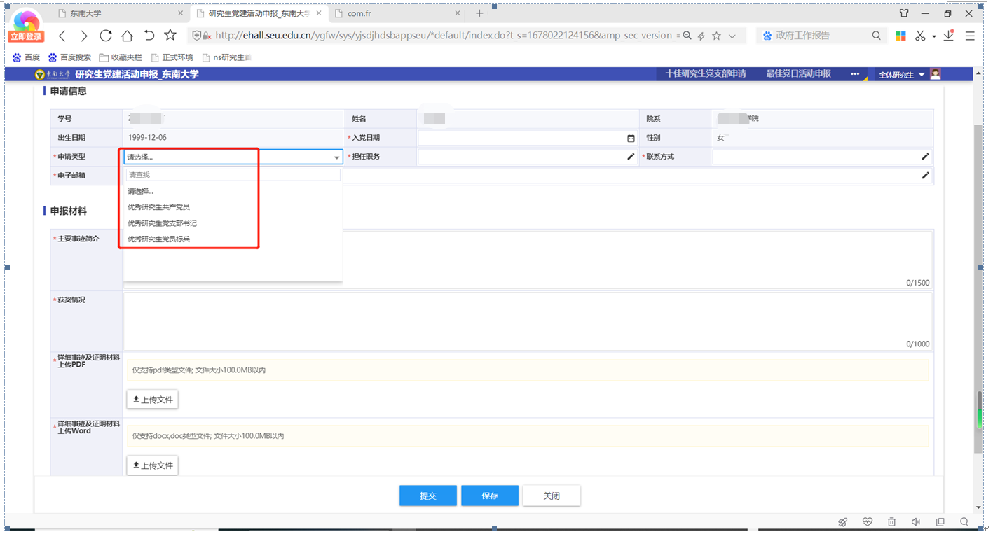 东南大学
研究生党建活动申报_东南大学
com.fr
立即登录
http://ehall.seu.edu.cn/ygfw/sys/yjsdjhdsbappseu/*default/index.do?t_s=1678022124156&amp_sec_version_=
政府工作报告
百度
百度搜索
收藏夹栏
正式环境
ns研究生首
东南大学 研究生党建活动申报_东南大学
十佳研究生党支部申请
最佳党日活动申报
全体研究生
申请信息
学号
姓名
院系
学院
出生日期
1999-12-06
*入党日期
性别
女
*申请类型
请选择...
*担任职务
*联系方式
*电子邮箱
请查找
请选择...
优秀研究生共产党员
优秀研究生党支部书记
优秀研究生党员标兵
申报材料
*主要事迹简介
0/1500
*获奖情况
0/1000
*详细事迹及证明材料
上传PDF
仅支持pdf类型文件; 文件大小100.0MB以内
上传文件
*详细事迹及证明材料
上传Word
仅支持docx,doc类型文件; 文件大小100.0MB以内
上传文件
提交
保存
关闭